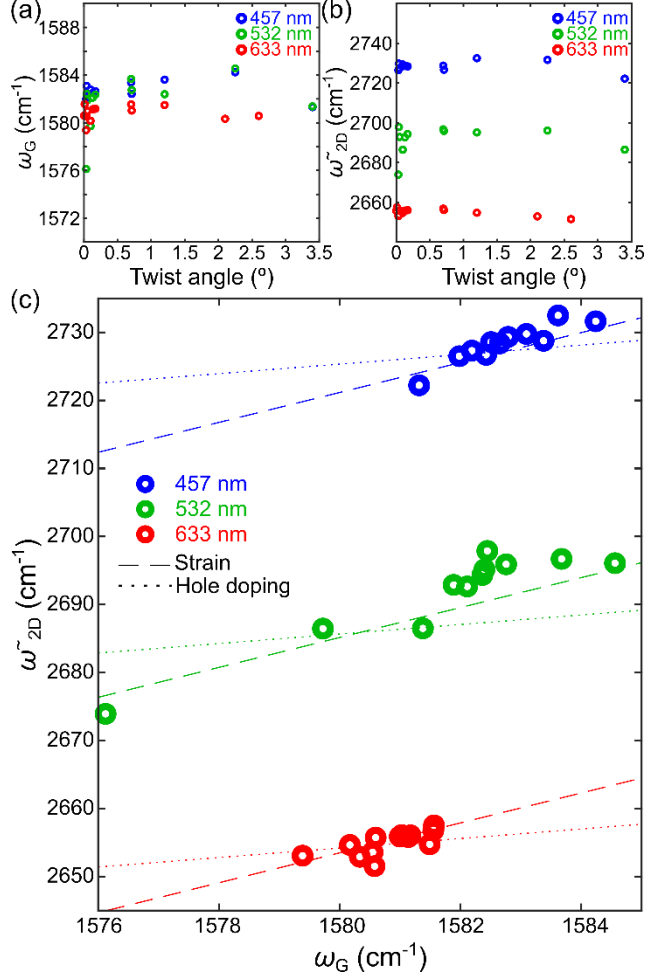 (a)
1588
1584
1580
1576
1572
ωG (cm-1)
457 nm
532 nm
633 nm
0 0.5 1 1.5 2 2.5 3 3.5
Twist angle (º)
(b)
2740
2720
2700
2680
2660
ω~2D (cm-1)
457 nm
532 nm
633 nm
0 0.5 1 1.5 2 2.5 3 3.5
Twist angle (º)
(c)
2730
2720
2710
2700
2690
2680
2670
2660
2650
ω~2D (cm-1)
457 nm
532 nm
633 nm
Strain
Hole doping
1576 1578 1580 1582 1584
ωG (cm-1)